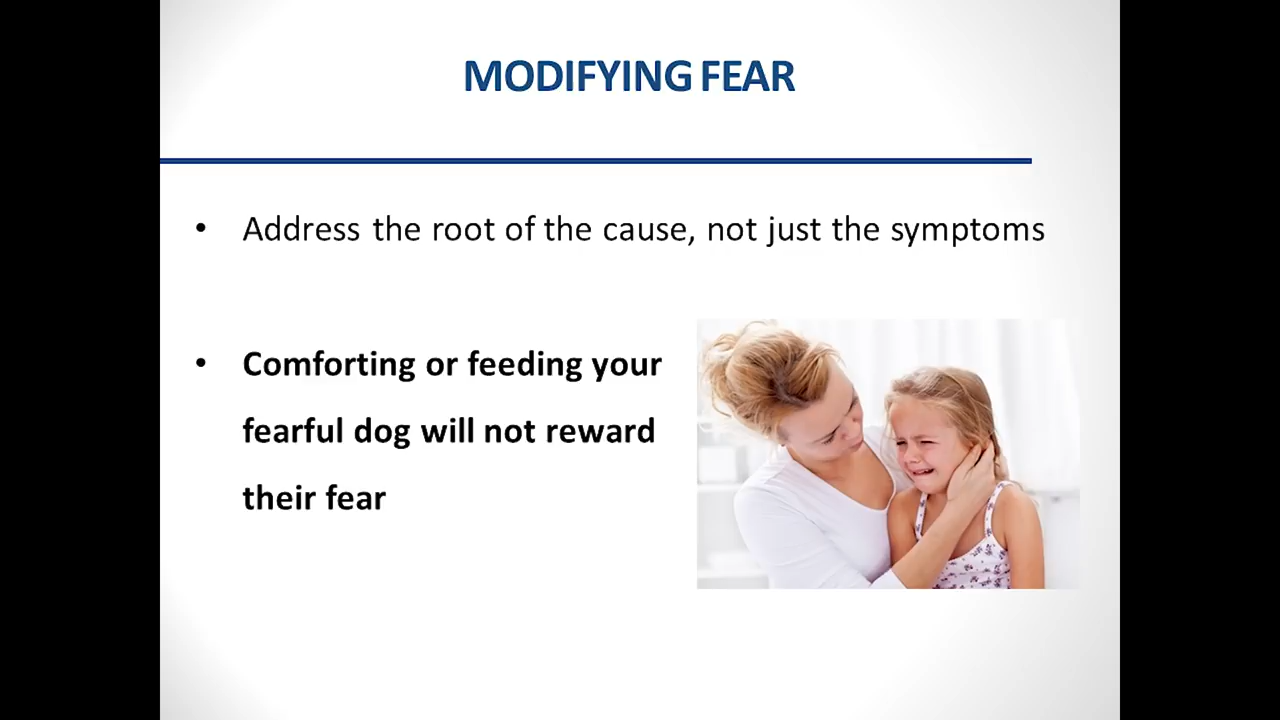 MODIFYING FEAR
• Address the root of the cause, not just the symptoms
• Comforting or feeding your
fearful dog will not reward
their fear